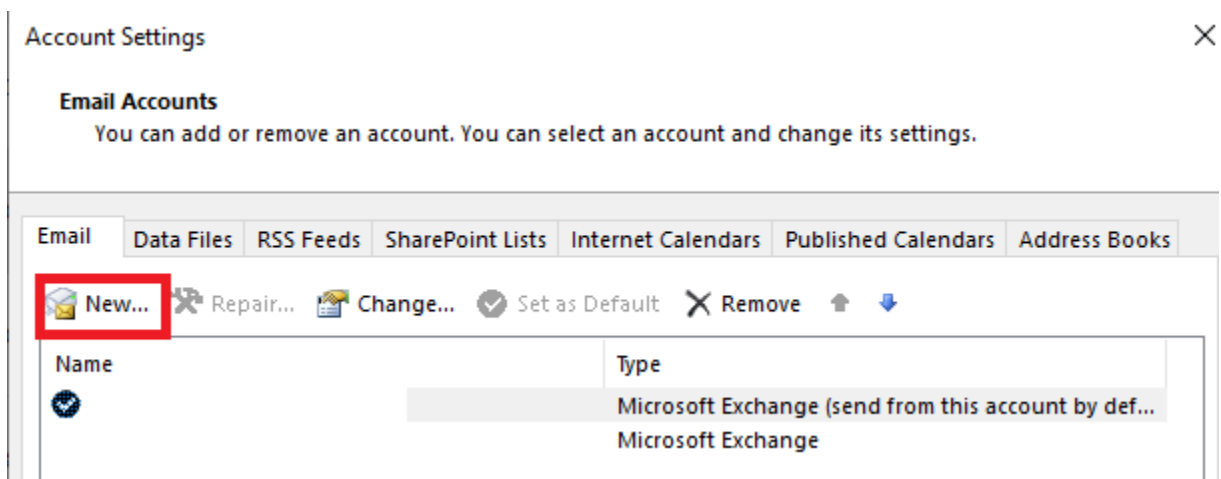 Account Settings
Email Accounts
You can add or remove an account. You can select an account and change its settings.
Email Data Files RSS Feeds SharePoint Lists Internet Calendars Published Calendars Address Books
New... Repair... Change... Set as Default Remove
Name Type
Microsoft Exchange (send from this account by def...
Microsoft Exchange